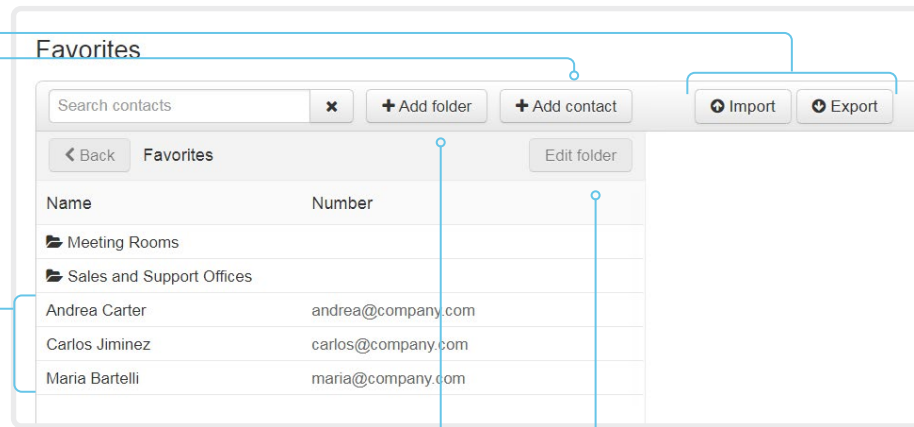 Favorites
Search contacts Add folder Add contact Import Export
Back Favorites Edit folder
Name Number
Meeting Rooms
Sales and Support Offices
Andrea Carter andrea@company.com
Carlos Jiminez carlos@company.com
Maria Bartelli maria@company.com